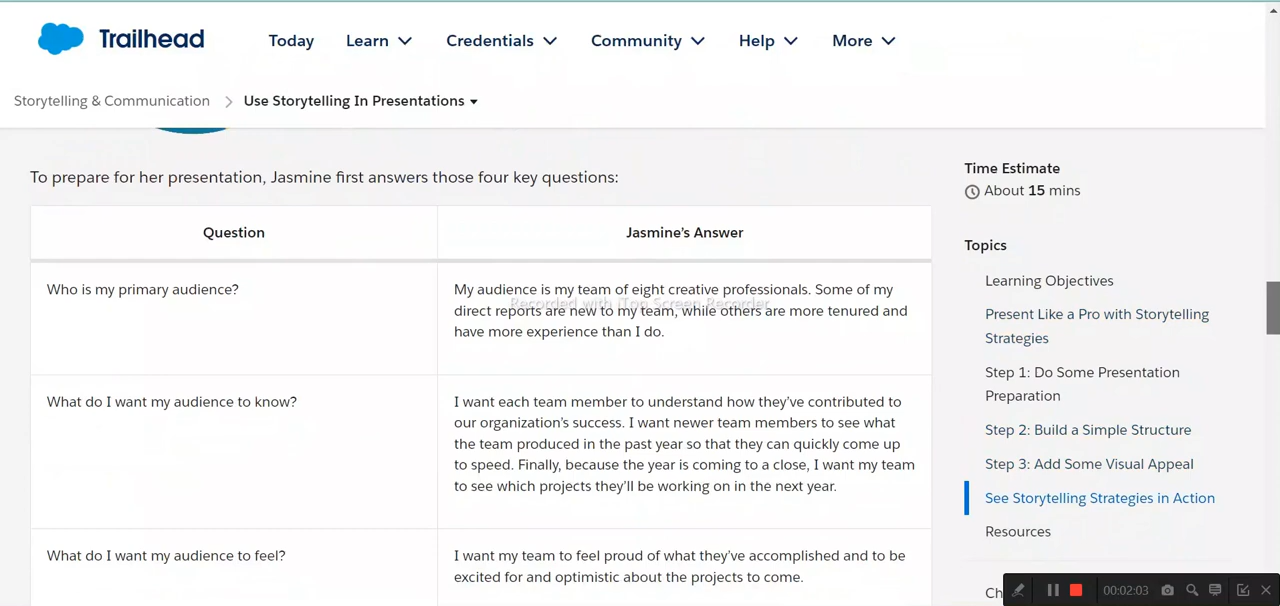 Trailhead
Today Learn Credentials Community Help More
Storytelling & Communication Use Storytelling In Presentations
To prepare for her presentation, Jasmine first answers those four key questions:
Question Jasmine's Answer
Who is my primary audience?
My audience is my team of eight creative professionals. Some of my
direct reports are new to my team, while others are more tenured and
have more experience than I do.
Recorded with iTop Screen Recorder
What do I want my audience to know?
I want each team member to understand how they've contributed to
our organization's success. I want newer team members to see what
the team produced in the past year so that they can quickly come up
to speed. Finally, because the year is coming to a close, I want my team
to see which projects they'll be working on in the next year.
What do I want my audience to feel?
I want my team to feel proud of what they've accomplished and to be
excited for and optimistic about the projects to come.
Time Estimate
About 15 mins
Topics
Learning Objectives
Present Like a Pro with Storytelling
Strategies
Step 1: Do Some Presentation
Preparation
Step 2: Build a Simple Structure
Step 3: Add Some Visual Appeal
See Storytelling Strategies in Action
Resources
00:02:03